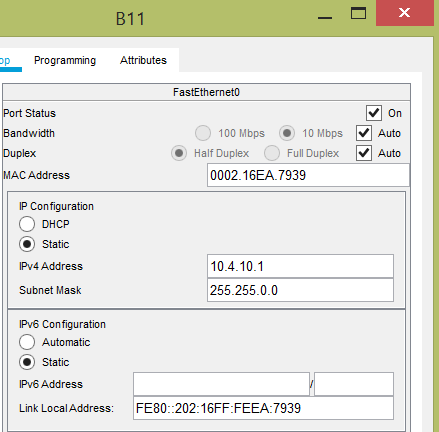 B11
op Programming Attributes
FastEthernet0
Port Status On
Bandwidth 100 Mbps 10 Mbps Auto
Duplex Half Duplex Full Duplex Auto
MAC Address 0002.16EA.7939
IP Configuration
DHCP
Static
IPv4 Address 10.4.10.1
Subnet Mask 255.255.0.0
IPv6 Configuration
Automatic
Static
IPv6 Address /
Link Local Address: FE80::202:16FF:FEEA:7939